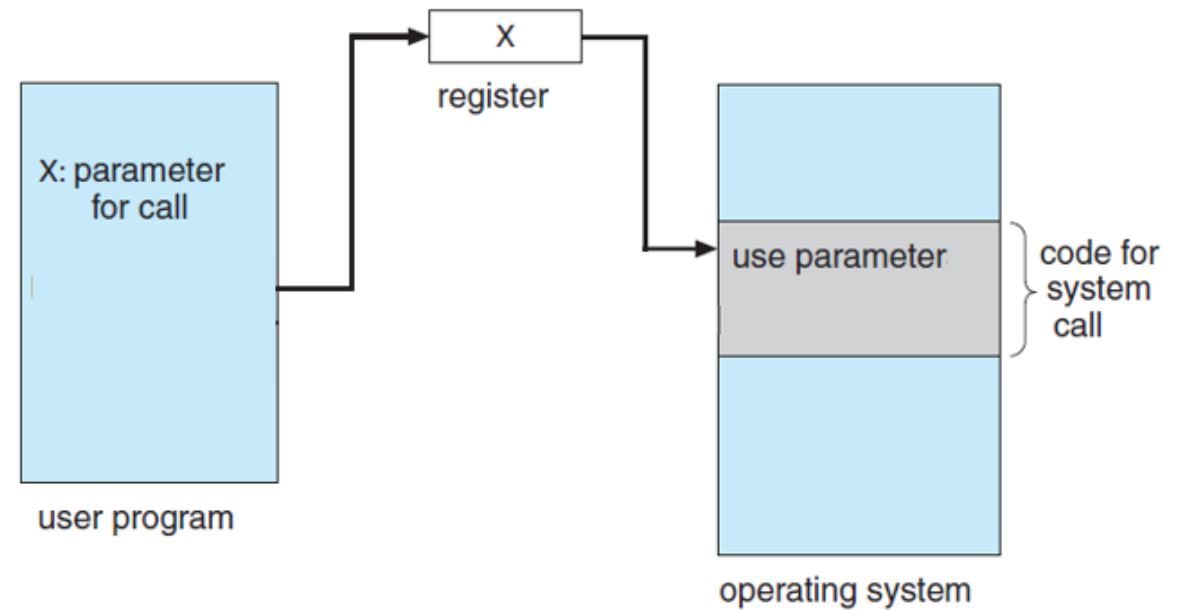 X
register
X: parameter
for call
use parameter
code for
system
call
user program
operating system